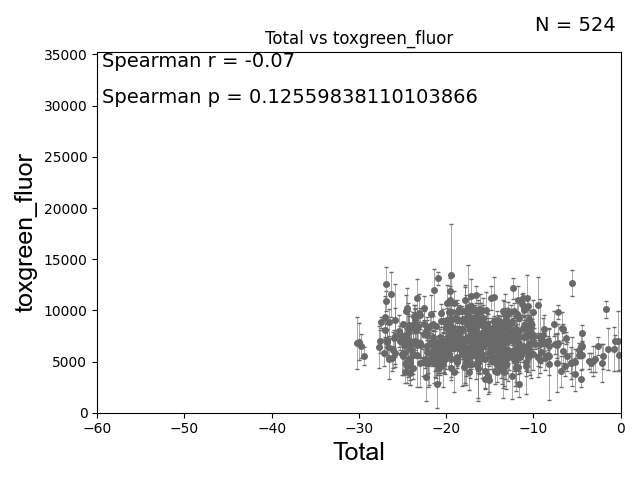 N = 524
Total vs toxgreen_fluor
Spearman r = -0.07
Spearman p = 0.12559838110103866
35000
30000
25000
20000
15000
10000
5000
0
toxgreen_fluor
−60 −50 −40 −30 −20 −10 0
Total